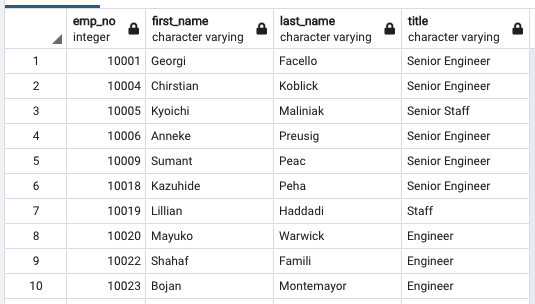 emp_no first_name last_name title
integer character varying character varying character varying
1 10001 Georgi Facello Senior Engineer
2 10004 Chirstian Koblick Senior Engineer
3 10005 Kyoichi Maliniak Senior Staff
4 10006 Anneke Preusig Senior Engineer
5 10009 Sumant Peac Senior Engineer
6 10018 Kazuhide Peha Senior Engineer
7 10019 Lillian Haddadi Staff
8 10020 Mayuko Warwick Engineer
9 10022 Shahaf Famili Engineer
10 10023 Bojan Montemayor Engineer